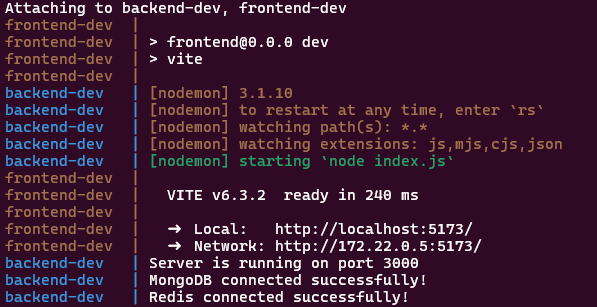 Attaching to backend-dev, frontend-dev
frontend-dev  |
frontend-dev  | > frontend@0.0.0 dev
frontend-dev  | > vite
frontend-dev  |
backend-dev   | [nodemon] 3.1.10
backend-dev   | [nodemon] to restart at any time, enter `rs`
backend-dev   | [nodemon] watching path(s): *.*
backend-dev   | [nodemon] watching extensions: js,mjs,cjs,json
backend-dev   | [nodemon] starting `node index.js`
frontend-dev  |
frontend-dev  |   VITE v6.3.2  ready in 240 ms
frontend-dev  |
frontend-dev  |   ➜  Local:   http://localhost:5173/
frontend-dev  |   ➜  Network: http://172.22.0.5:5173/
backend-dev   | Server is running on port 3000
backend-dev   | MongoDB connected successfully!
backend-dev   | Redis connected successfully!